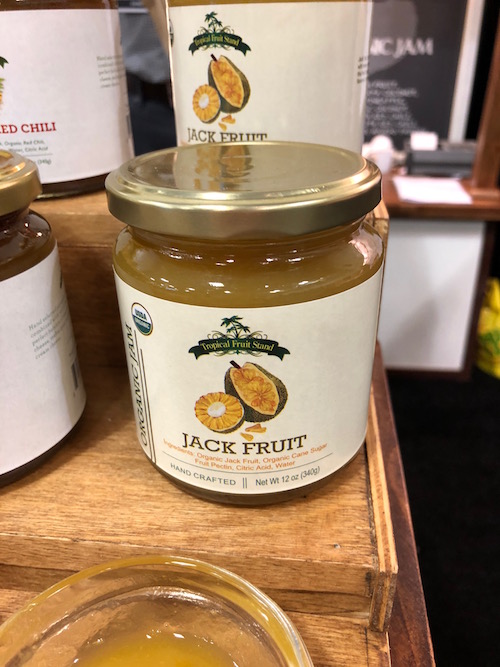 ED CHILI
Tropical Fruit Stand
JACK FRUIT
NIC JAM
USDA
ORGANIC
ORGANIC JAM
Tropical Fruit Stand
JACK FRUIT
Ingredients: Organic Jack Fruit, Organic Cane Sugar
Fruit Pectin, Citric Acid, Water
HAND CRAFTED || Net Wt 12 oz (340g)